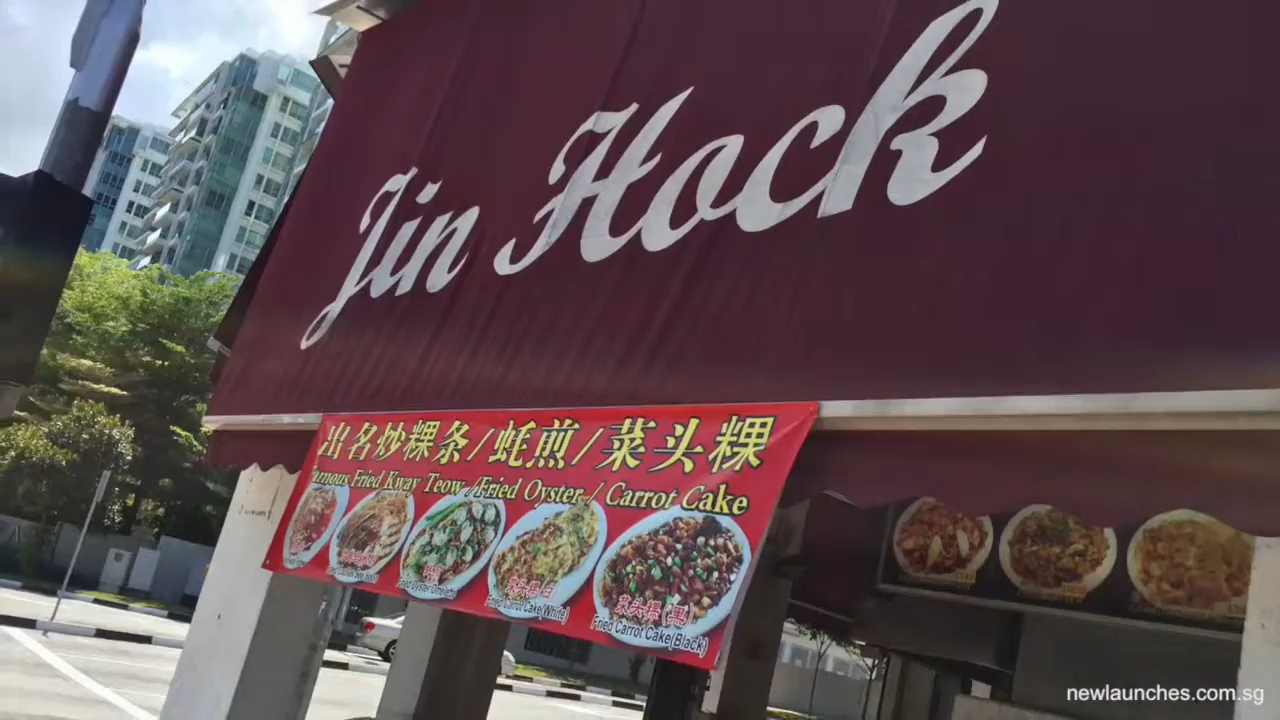 Jin Hock
出名炒粿条/蚝煎/菜头粿
amous Fried Kway Teow /Fried Oyster / Carrot Cake
Fried Oyster Omelette
Fried Carrot Cake(White)
菜头粿（黑）
Fried Carrot Cake(Black)
newlaunches.com.sg